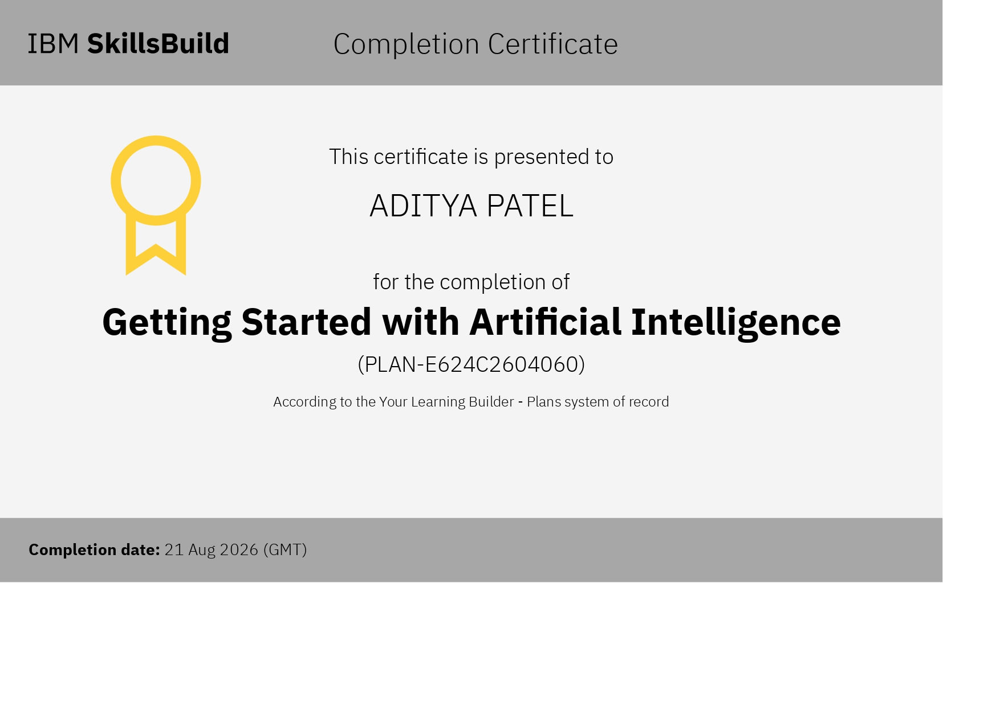 IBM SkillsBuild
Completion Certificate
This certificate is presented to
ADITYA PATEL
for the completion of
Getting Started with Artificial Intelligence
(PLAN-E624C2604060)
According to the Your Learning Builder - Plans system of record
Completion date: 21 Aug 2026 (GMT)